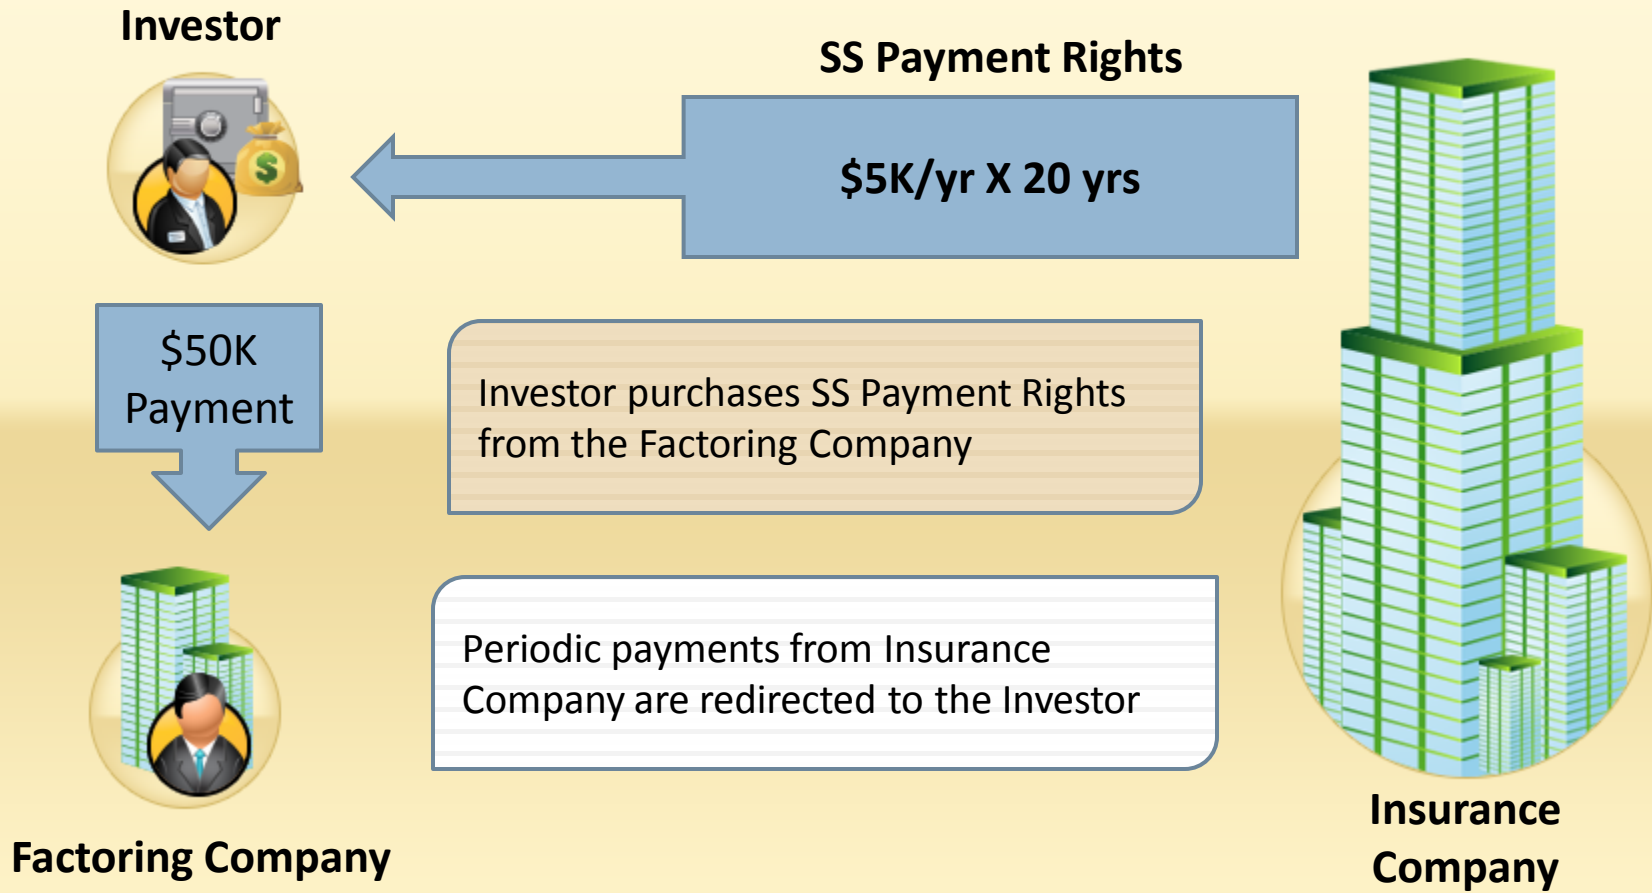 Investor
SS Payment Rights
$5K/yr X 20 yrs
$50K
Payment
Investor purchases SS Payment Rights
from the Factoring Company
Periodic payments from Insurance
Company are redirected to the Investor
Factoring Company
Insurance
Company